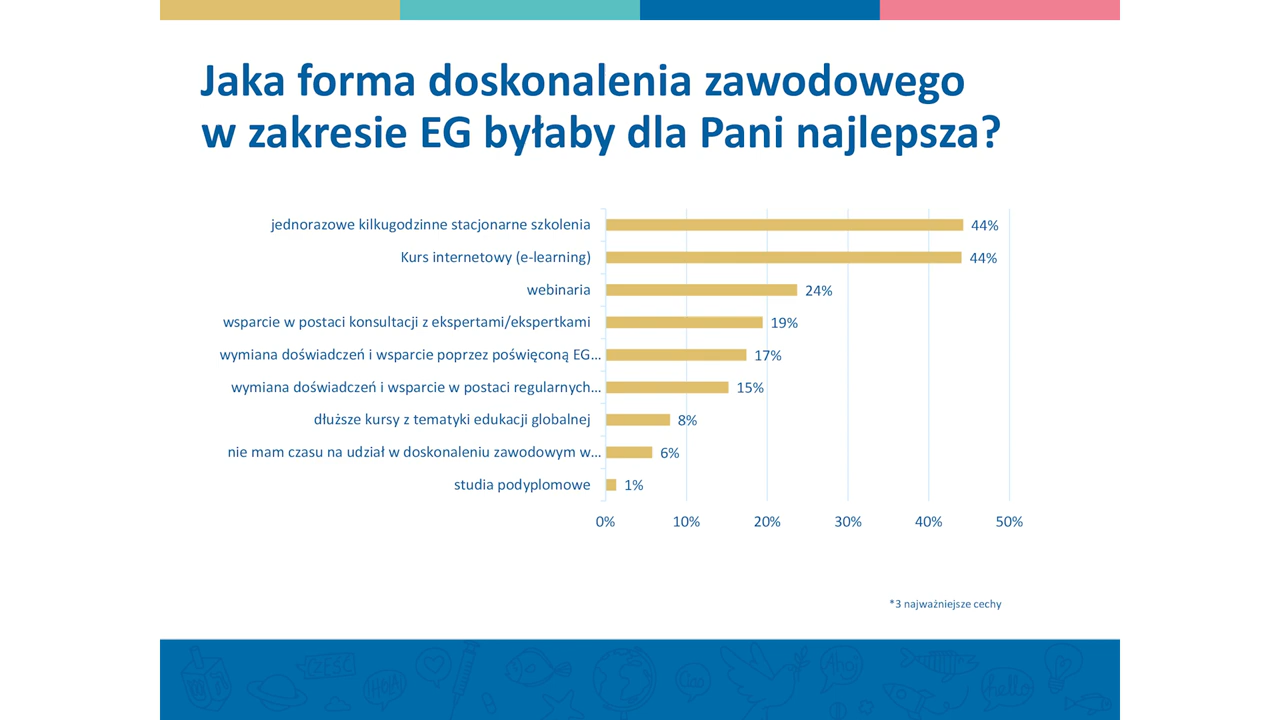 Jaka forma doskonalenia zawodowego
w zakresie EG byłaby dla Pani najlepsza?
jednorazowe kilkugodzinne stacjonarne szkolenia 44%
Kurs internetowy (e-learning) 44%
webinaria 24%
wsparcie w postaci konsultacji z ekspertami/ekspertkami 19%
wymiana doświadczeń i wsparcie poprzez poświęconą EG... 17%
wymiana doświadczeń i wsparcie w postaci regularnych... 15%
dłuższe kursy z tematyki edukacji globalnej 8%
nie mam czasu na udział w doskonaleniu zawodowym w... 6%
studia podyplomowe 1%
0% 10% 20% 30% 40% 50%
*3 najważniejsze cechy
CZEŚĆ
Ciao
hello